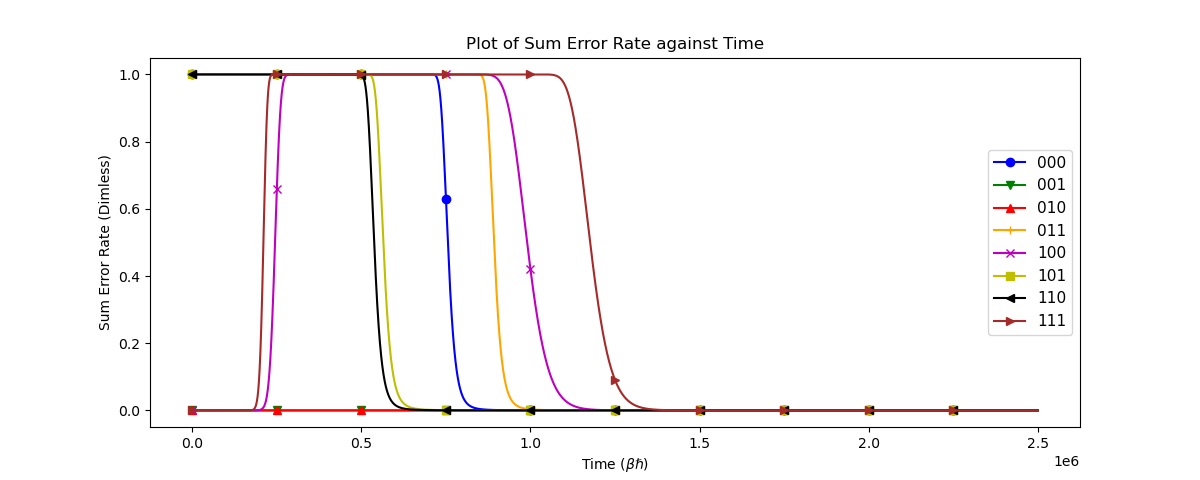 Plot of Sum Error Rate against Time
1.0
0.8
0.6
0.4
0.2
0.0
Sum Error Rate (Dimless)
000
001
010
011
100
101
110
111
0.0 0.5 1.0 1.5 2.0 2.5
1e6
Time (βℏ)